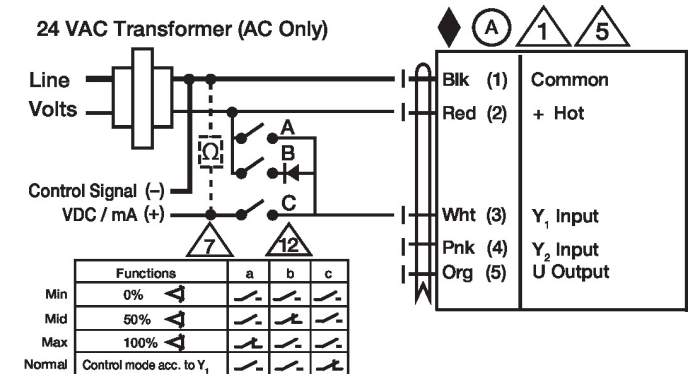 24 VAC Transformer (AC Only)
A 1 5
Line
Volts
Blk (1) Common
Red (2) + Hot
A
B
Ω
Control Signal (–)
VDC / mA (+)
C
Wht (3) Y1 Input
Pnk (4) Y2 Input
Org (5) U Output
7 12
Functions a b c
Min 0%
Mid 50%
Max 100%
Normal Control mode acc. to Y1